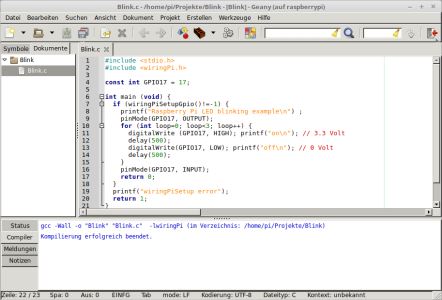 Blink.c - /home/pi/Projekte/Blink - [Blink] - Geany (auf raspberrypi)
Datei Bearbeiten Suchen Ansicht Dokument Projekt Erstellen Werkzeuge Hilfe
Symbole Dokumente
Blink.c
Blink
Blink.c
1 #include <stdio.h>
2 #include <wiringPi.h>
3
4 const int GPIO17 = 17;
5
6 int main (void) {
7 if (wiringPiSetupGpio()!=-1) {
8 printf("Raspberry Pi LED blinking example\n") ;
9 pinMode(GPIO17, OUTPUT);
10 for (int loop=0; loop<3; loop++) {
11 digitalWrite (GPIO17, HIGH); printf("on\n"); // 3.3 Volt
12 delay(500);
13 digitalWrite(GPIO17, LOW); printf("off\n"); // 0 Volt
14 delay(500);
15 }
16 pinMode(GPIO17, INPUT);
17 return 0;
18 }
19 printf("wiringPiSetup error");
20 return 1;
21 }
Status
Compiler
Meldungen
Notizen
gcc -Wall -o "Blink" "Blink.c" -lwiringPi (im Verzeichnis: /home/pi/Projekte/Blink)
Kompilierung erfolgreich beendet.
Zeile: 22 / 23 Spa: 0 Aus: 0 EINFG Tab mode: LF Kodierung: UTF-8 Dateityp: C Kontext: unbekannt